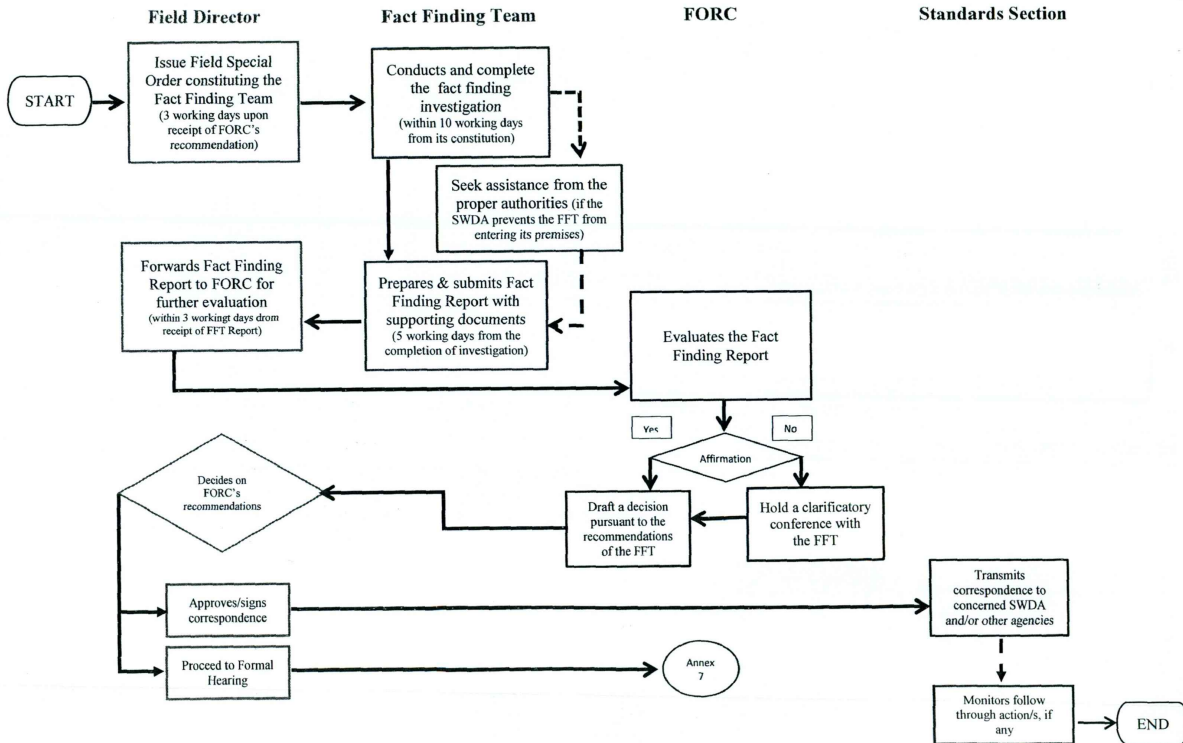 Field Director
Fact Finding Team
FORC
Standards Section
START
Issue Field Special
Order constituting the
Fact Finding Team
(3 working days upon
receipt of FORC's
recommendation)
Conducts and complete
the fact finding
investigation
(within 10 working days
from its constitution)
Seek assistance from the
proper authorities (if the
SWDA prevents the FFT from
entering its premises)
Forwards Fact Finding
Report to FORC for
further evaluation
(within 3 workingt days drom
receipt of FFT Report)
Prepares & submits Fact
Finding Report with
supporting documents
(5 working days from the
completion of investigation)
Evaluates the Fact
Finding Report
Yes
No
Affirmation
Decides on
FORC's
recommendations
Draft a decision
pursuant to the
recommendations
of the FFT
Hold a clarificatory
conference with
the FFT
Approves/signs
correspondence
Transmits
correspondence to
concerned SWDA
and/or other agencies
Proceed to Formal
Hearing
Annex
7
Monitors follow
through action/s, if
any
END